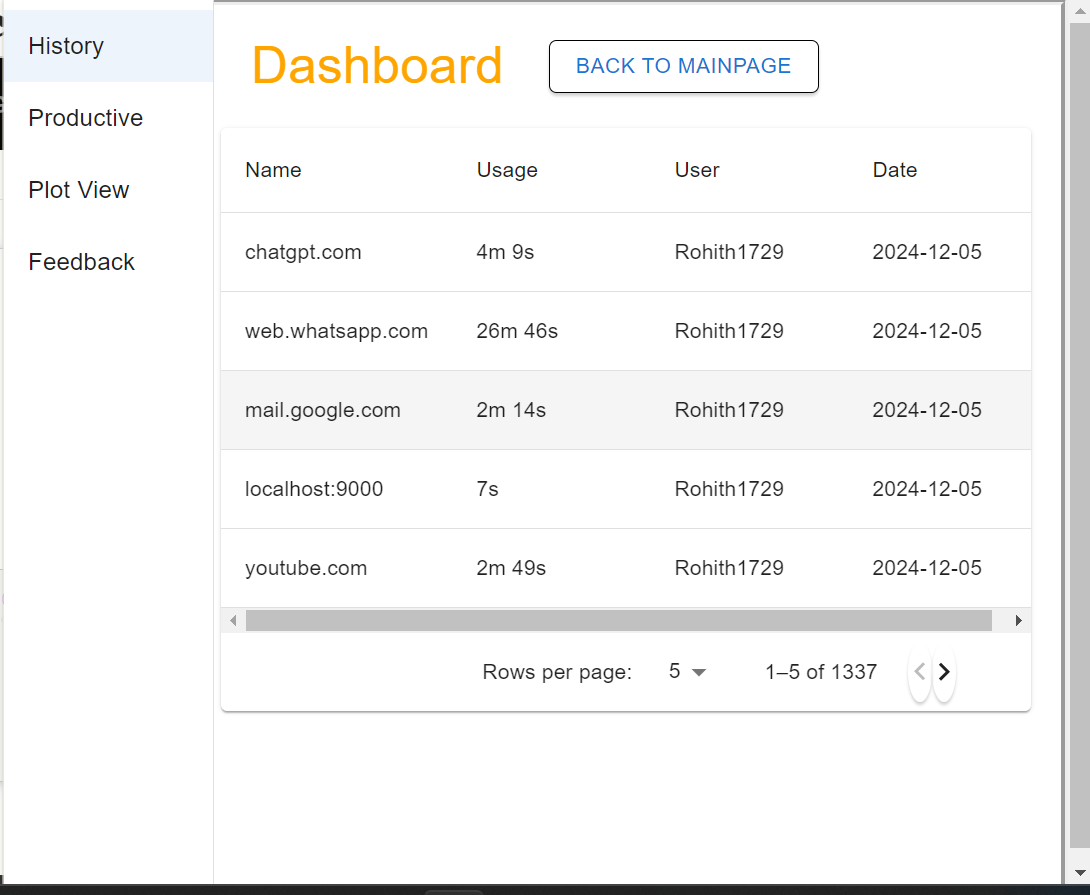 History
Productive
Plot View
Feedback
Dashboard
BACK TO MAINPAGE
Name Usage User Date
chatgpt.com 4m 9s Rohith1729 2024-12-05
web.whatsapp.com 26m 46s Rohith1729 2024-12-05
mail.google.com 2m 14s Rohith1729 2024-12-05
localhost:9000 7s Rohith1729 2024-12-05
youtube.com 2m 49s Rohith1729 2024-12-05
Rows per page: 5 1–5 of 1337